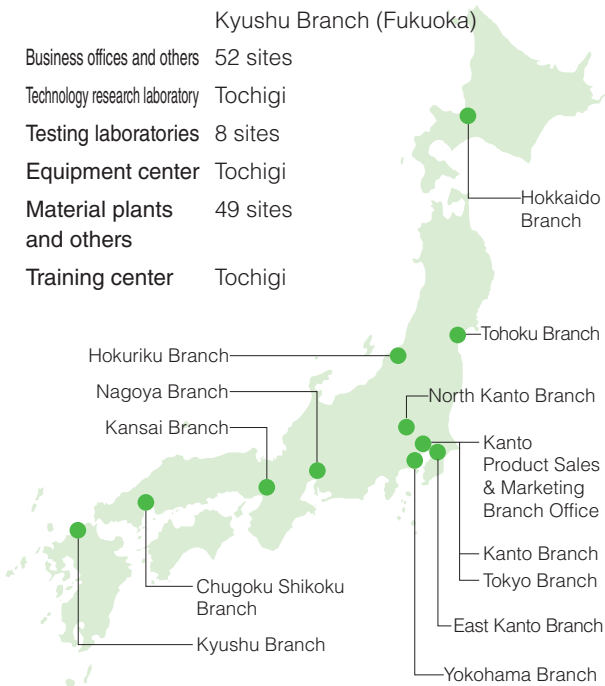 Kyushu Branch (Fukuoka)
Business offices and others 52 sites
Technology research laboratory Tochigi
Testing laboratories 8 sites
Equipment center Tochigi
Material plants 49 sites
and others
Training center Tochigi
Hokkaido
Branch
Tohoku Branch
Hokuriku Branch
Nagoya Branch
North Kanto Branch
Kansai Branch
Kanto
Product Sales
& Marketing
Branch Office
Kanto Branch
Tokyo Branch
Chugoku Shikoku
Branch
East Kanto Branch
Kyushu Branch
Yokohama Branch